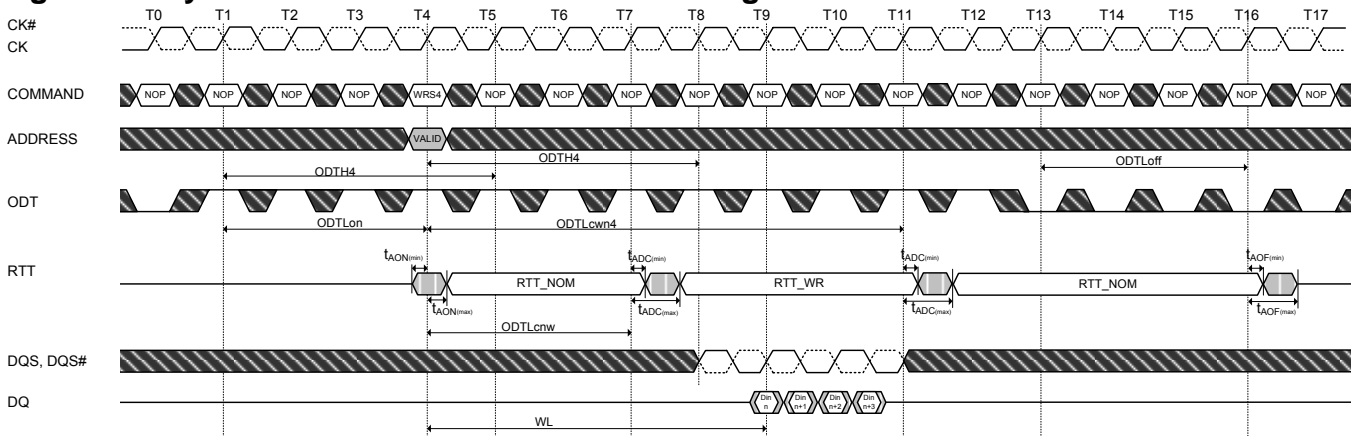 T0 T1 T2 T3 T4 T5 T6 T7 T8 T9 T10 T11 T12 T13 T14 T15 T16 T17
CK#
CK
COMMAND NOP NOP NOP NOP WRS4 NOP NOP NOP NOP NOP NOP NOP NOP NOP NOP NOP NOP NOP
ADDRESS VALID
ODTH4 ODTLoff
ODTH4
ODT
ODTLon ODTLcwn4
tAON(min) tADC(min) tADC(min) tAOF(min)
RTT RTT_NOM RTT_WR RTT_NOM
tAON(max) tADC(max) tADC(max) tAOF(max)
ODTLcnw
DQS, DQS#
DQ Din n Din n+1 Din n+2 Din n+3
WL